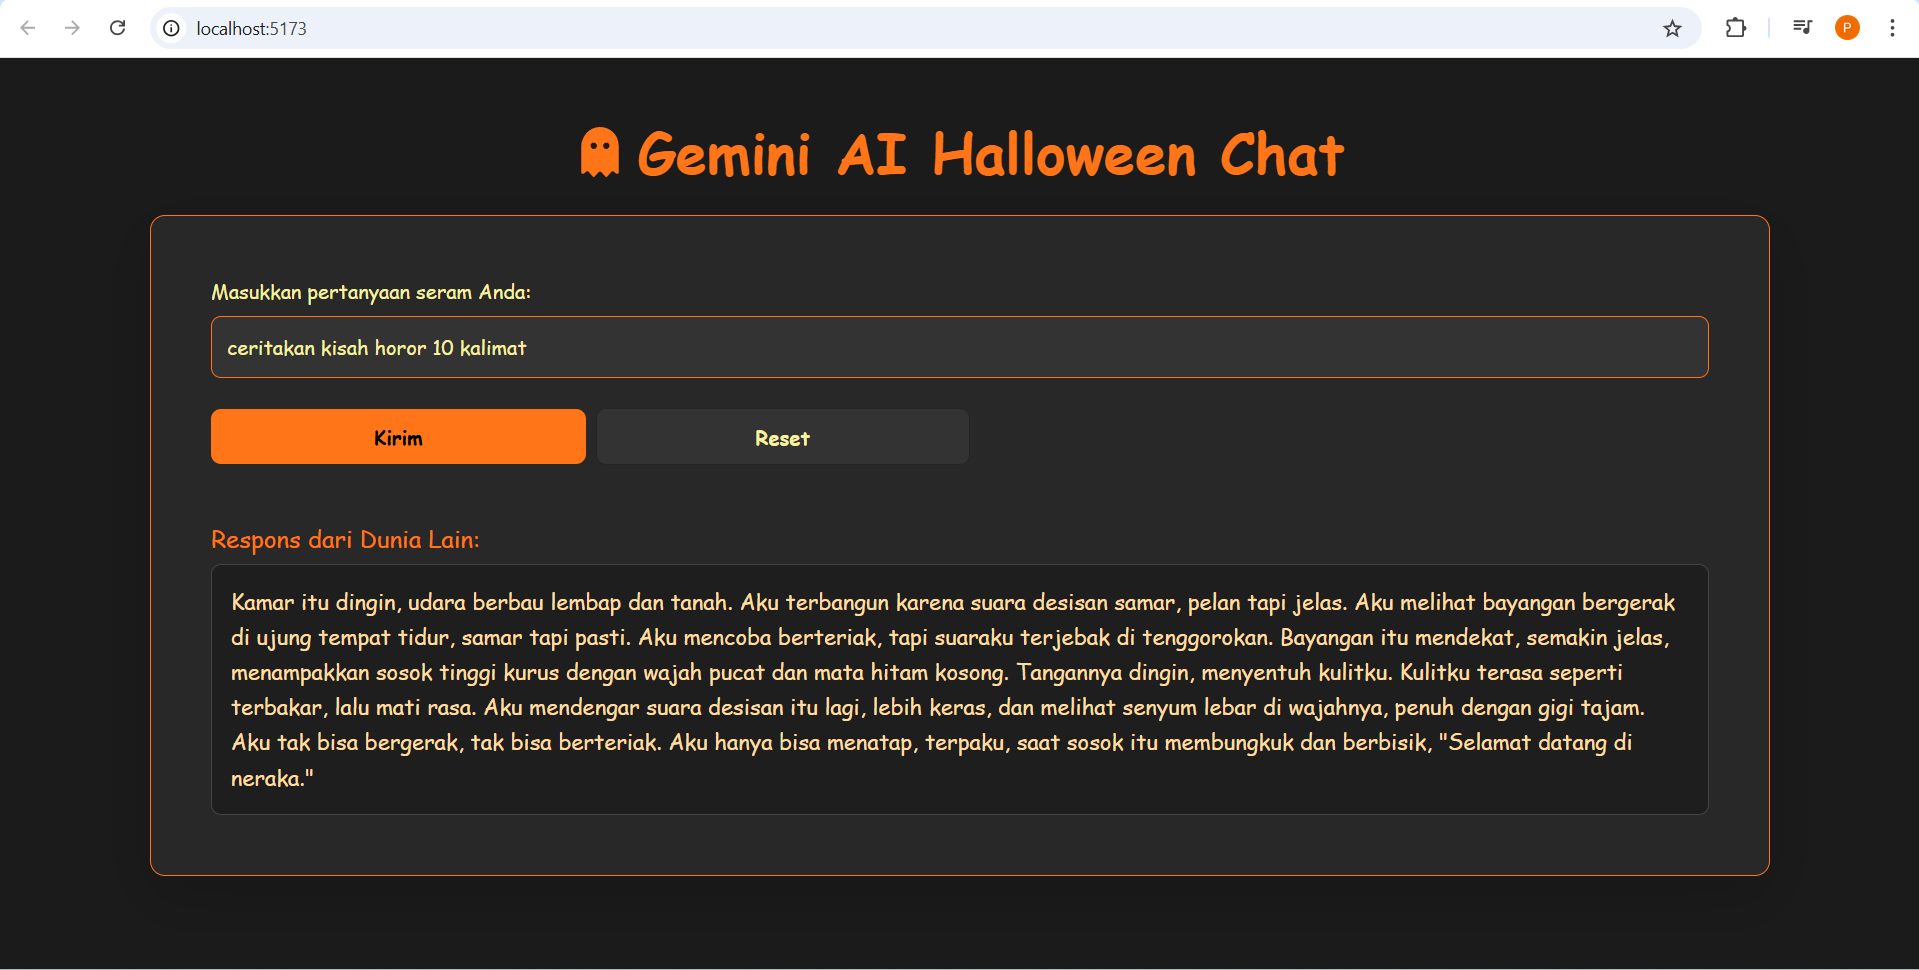 localhost:5173
P
Gemini AI Halloween Chat
Masukkan pertanyaan seram Anda:
ceritakan kisah horor 10 kalimat
Kirim
Reset
Respons dari Dunia Lain:
Kamar itu dingin, udara berbau lembap dan tanah. Aku terbangun karena suara desisan samar, pelan tapi jelas. Aku melihat bayangan bergerak
di ujung tempat tidur, samar tapi pasti. Aku mencoba berteriak, tapi suaraku terjebak di tenggorokan. Bayangan itu mendekat, semakin jelas,
menampakkan sosok tinggi kurus dengan wajah pucat dan mata hitam kosong. Tangannya dingin, menyentuh kulitku. Kulitku terasa seperti
terbakar, lalu mati rasa. Aku mendengar suara desisan itu lagi, lebih keras, dan melihat senyum lebar di wajahnya, penuh dengan gigi tajam.
Aku tak bisa bergerak, tak bisa berteriak. Aku hanya bisa menatap, terpaku, saat sosok itu membungkuk dan berbisik, "Selamat datang di
neraka."